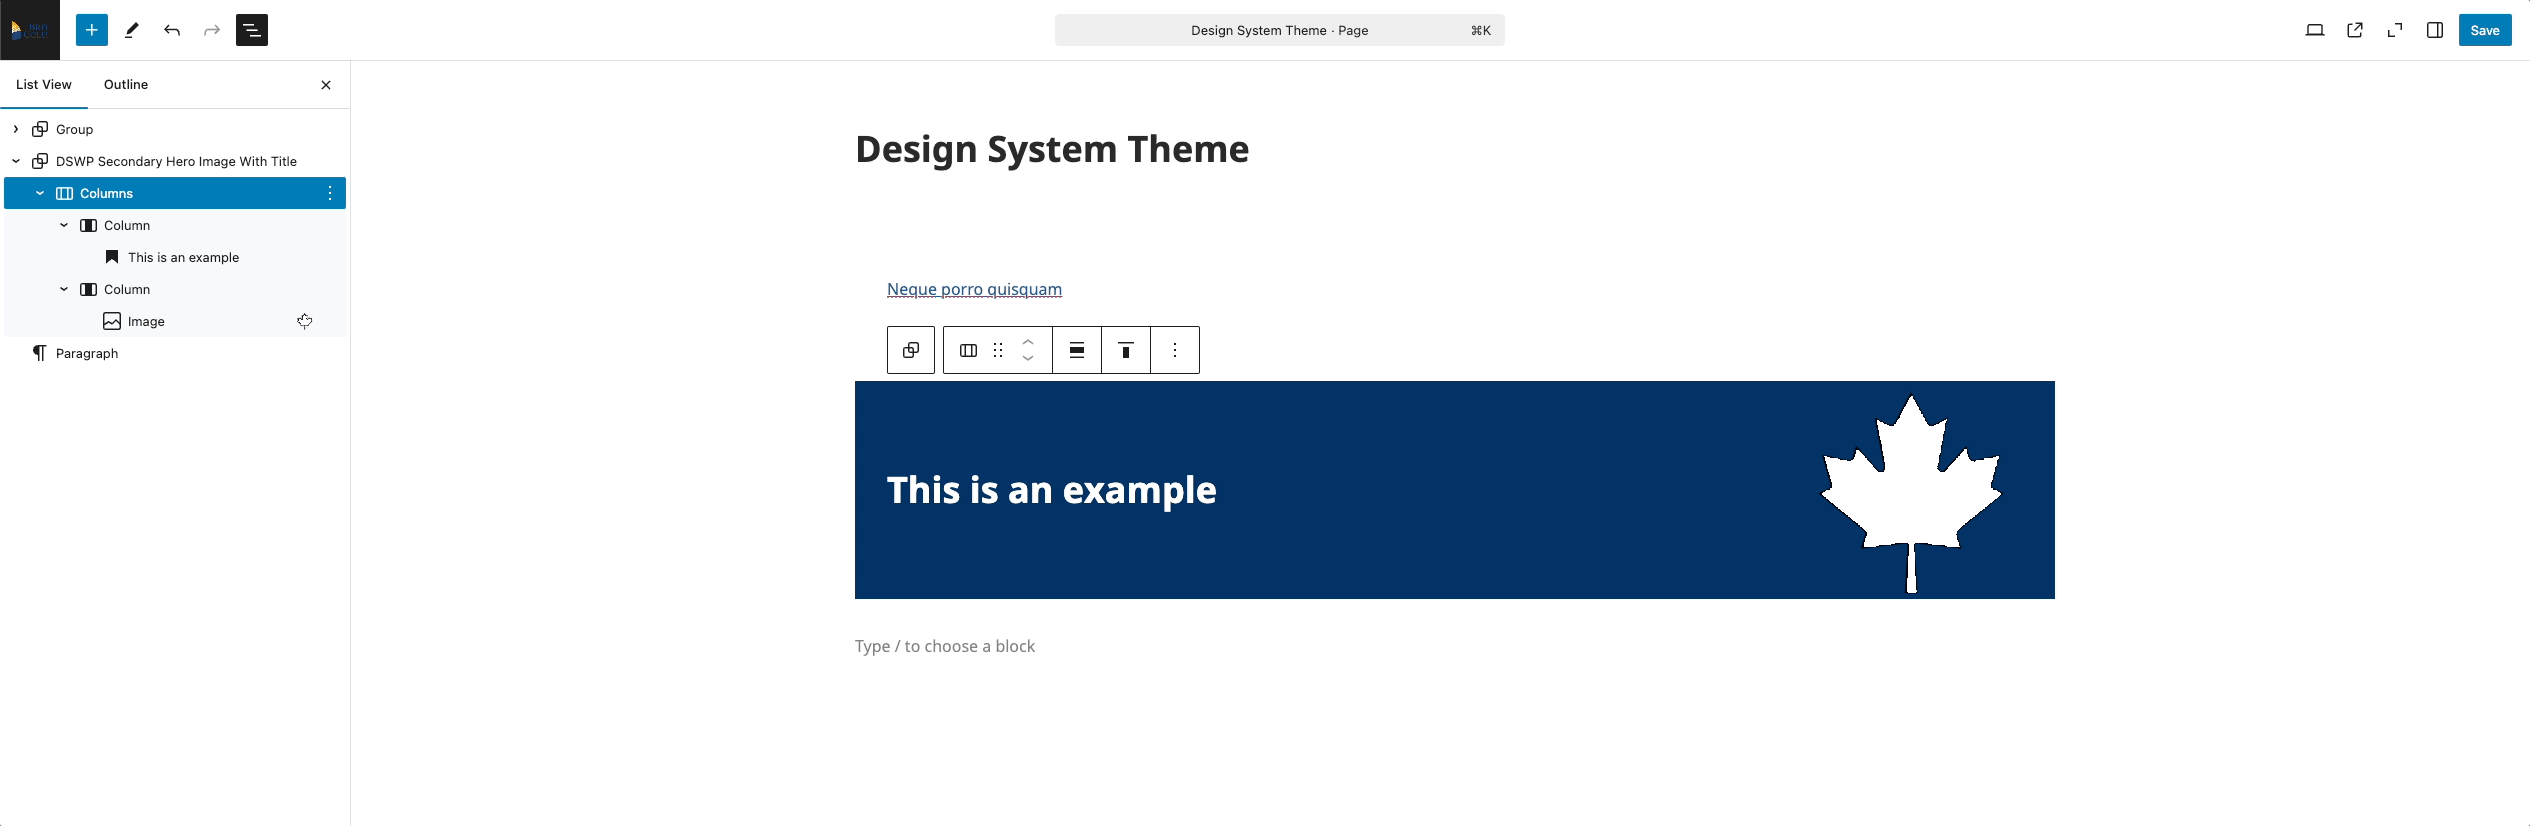 Design System Theme · Page
⌘K
Save
List View
Outline
Group
DSWP Secondary Hero Image With Title
Columns
Column
This is an example
Column
Image
Paragraph
Design System Theme
Neque porro quisquam
This is an example
Type / to choose a block